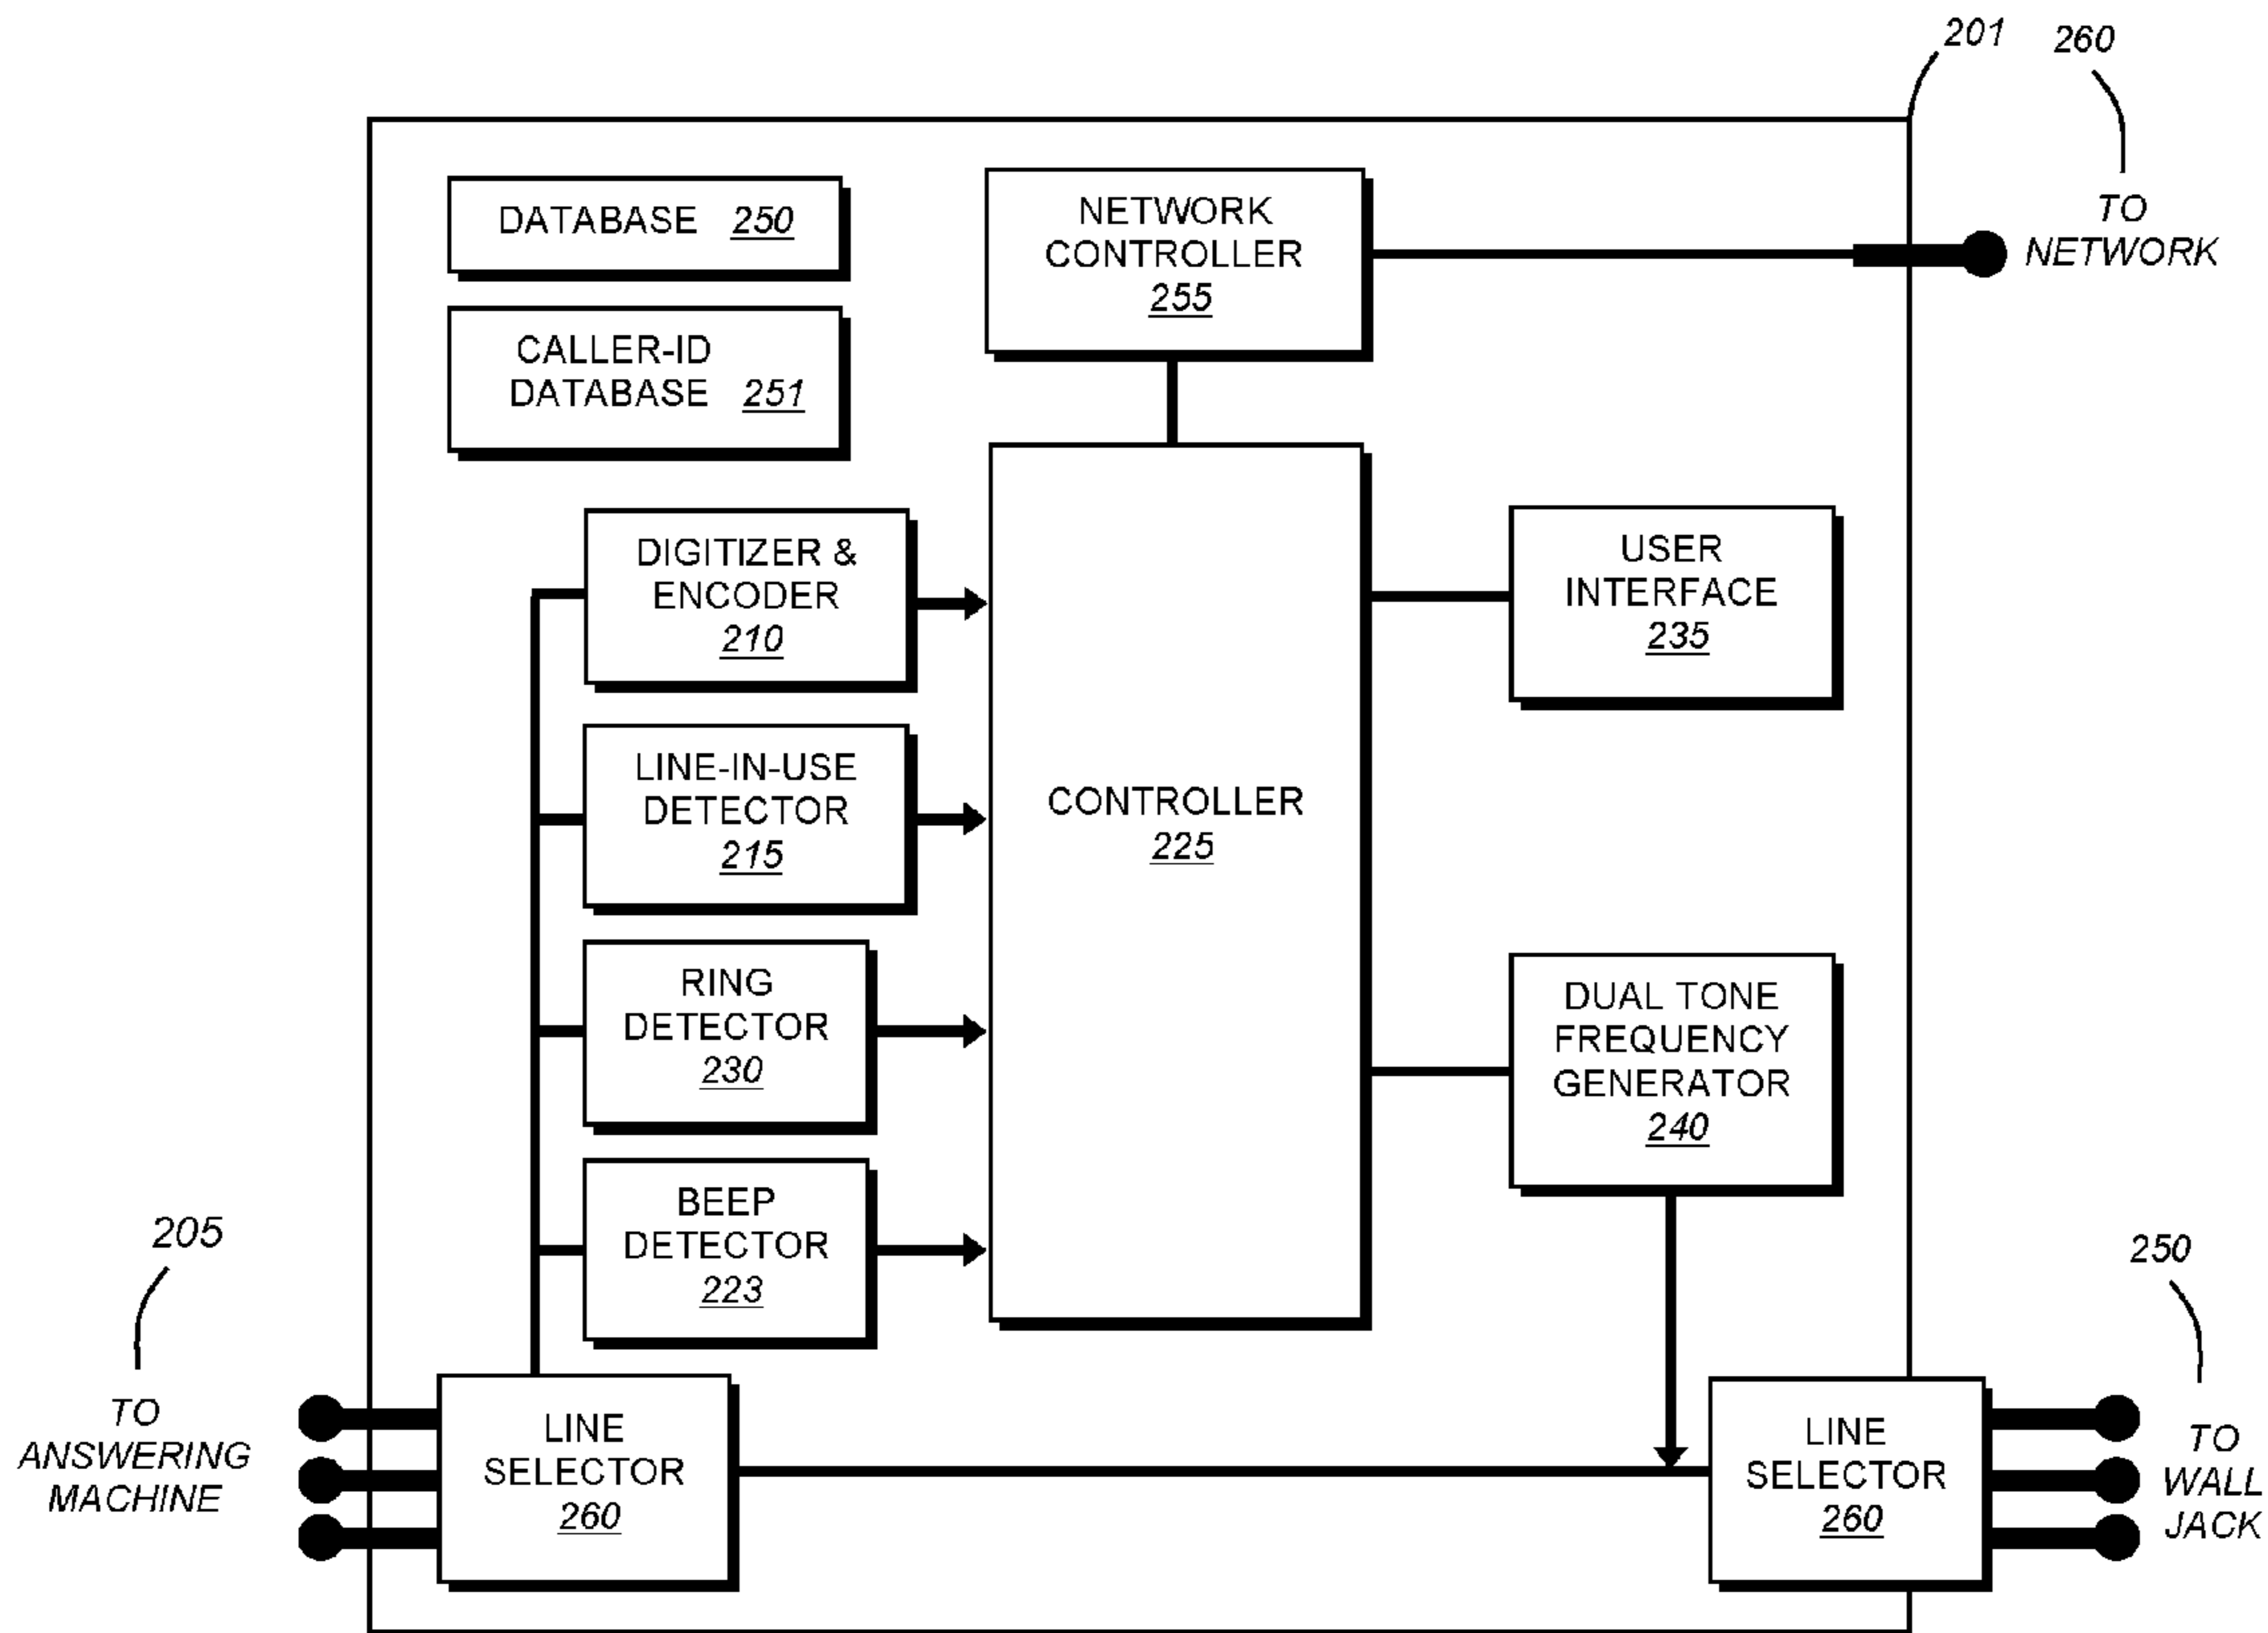 201
260
DATABASE 250
NETWORK
CONTROLLER
255
TO
NETWORK
CALLER-ID
DATABASE 251
DIGITIZER &
ENCODER
210
USER
INTERFACE
235
LINE-IN-USE
DETECTOR
215
CONTROLLER
225
RING
DETECTOR
230
DUAL TONE
FREQUENCY
GENERATOR
240
BEEP
DETECTOR
223
205
250
TO
ANSWERING
MACHINE
LINE
SELECTOR
260
LINE
SELECTOR
260
TO
WALL
JACK